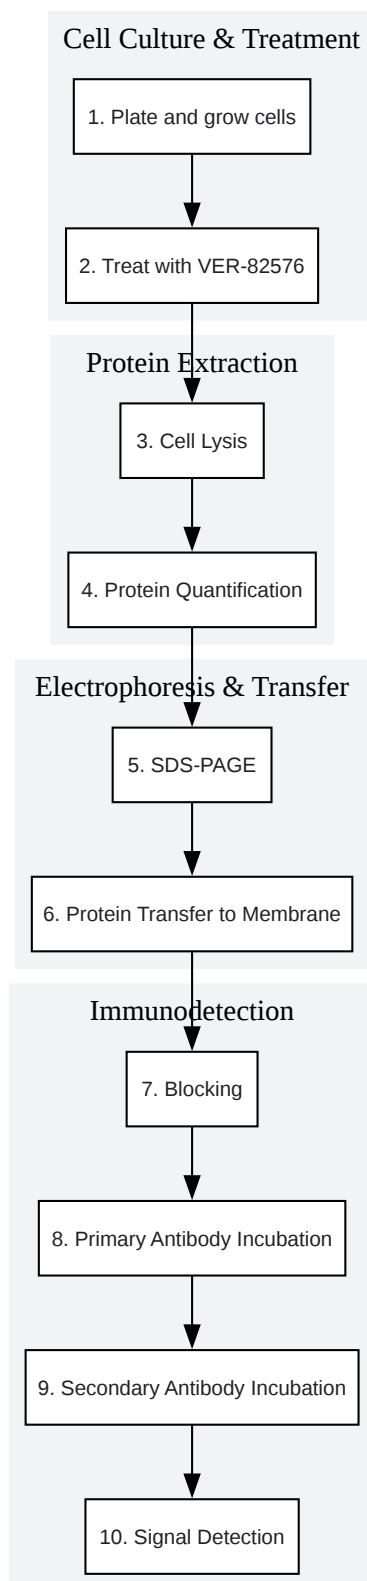 Cell Culture & Treatment
1. Plate and grow cells
2. Treat with VER-82576
Protein Extraction
3. Cell Lysis
4. Protein Quantification
Electrophoresis & Transfer
5. SDS-PAGE
6. Protein Transfer to Membrane
Immunodetection
7. Blocking
8. Primary Antibody Incubation
9. Secondary Antibody Incubation
10. Signal Detection